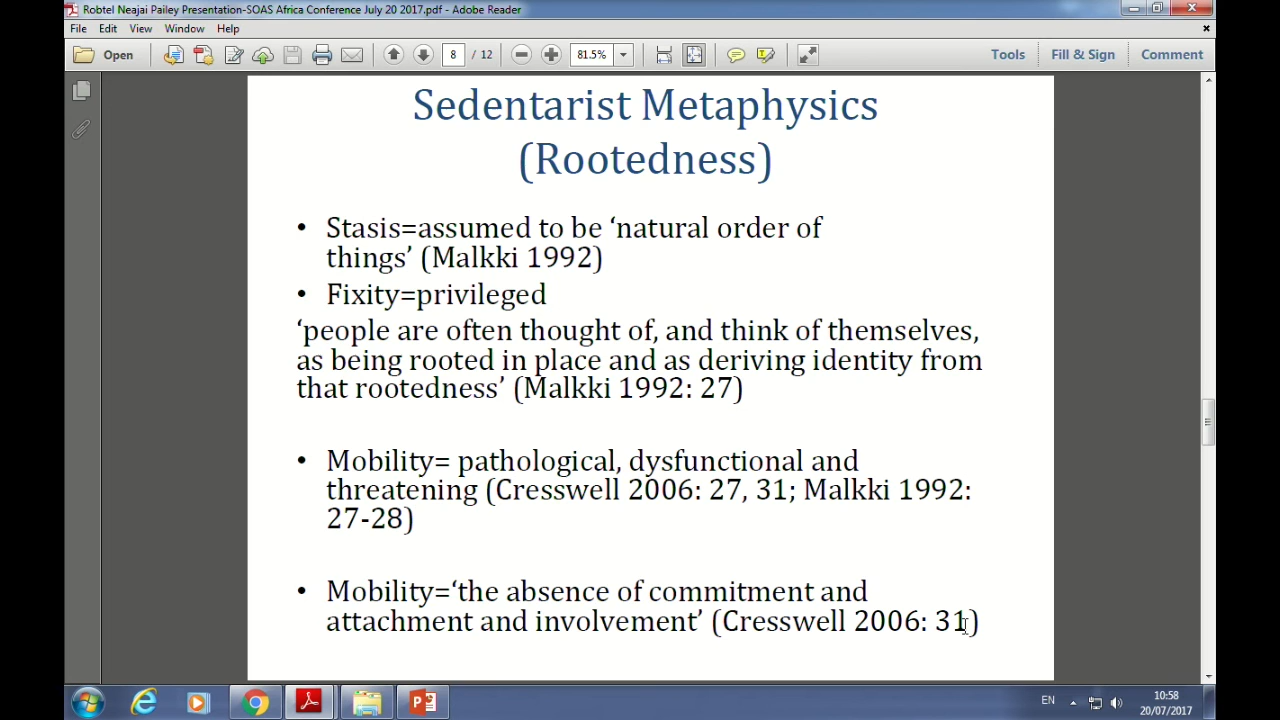 Robtel Neajai Pailey Presentation-SOAS Africa Conference July 20 2017.pdf - Adobe Reader
File Edit View Window Help
Open 8 / 12 81.5% Tools Fill & Sign Comment
Sedentarist Metaphysics
(Rootedness)
• Stasis=assumed to be ‘natural order of
things’ (Malkki 1992)
• Fixity=privileged
‘people are often thought of, and think of themselves,
as being rooted in place and as deriving identity from
that rootedness’ (Malkki 1992: 27)
• Mobility= pathological, dysfunctional and
threatening (Cresswell 2006: 27, 31; Malkki 1992:
27-28)
• Mobility=‘the absence of commitment and
attachment and involvement’ (Cresswell 2006: 31)
EN 10:58
20/07/2017